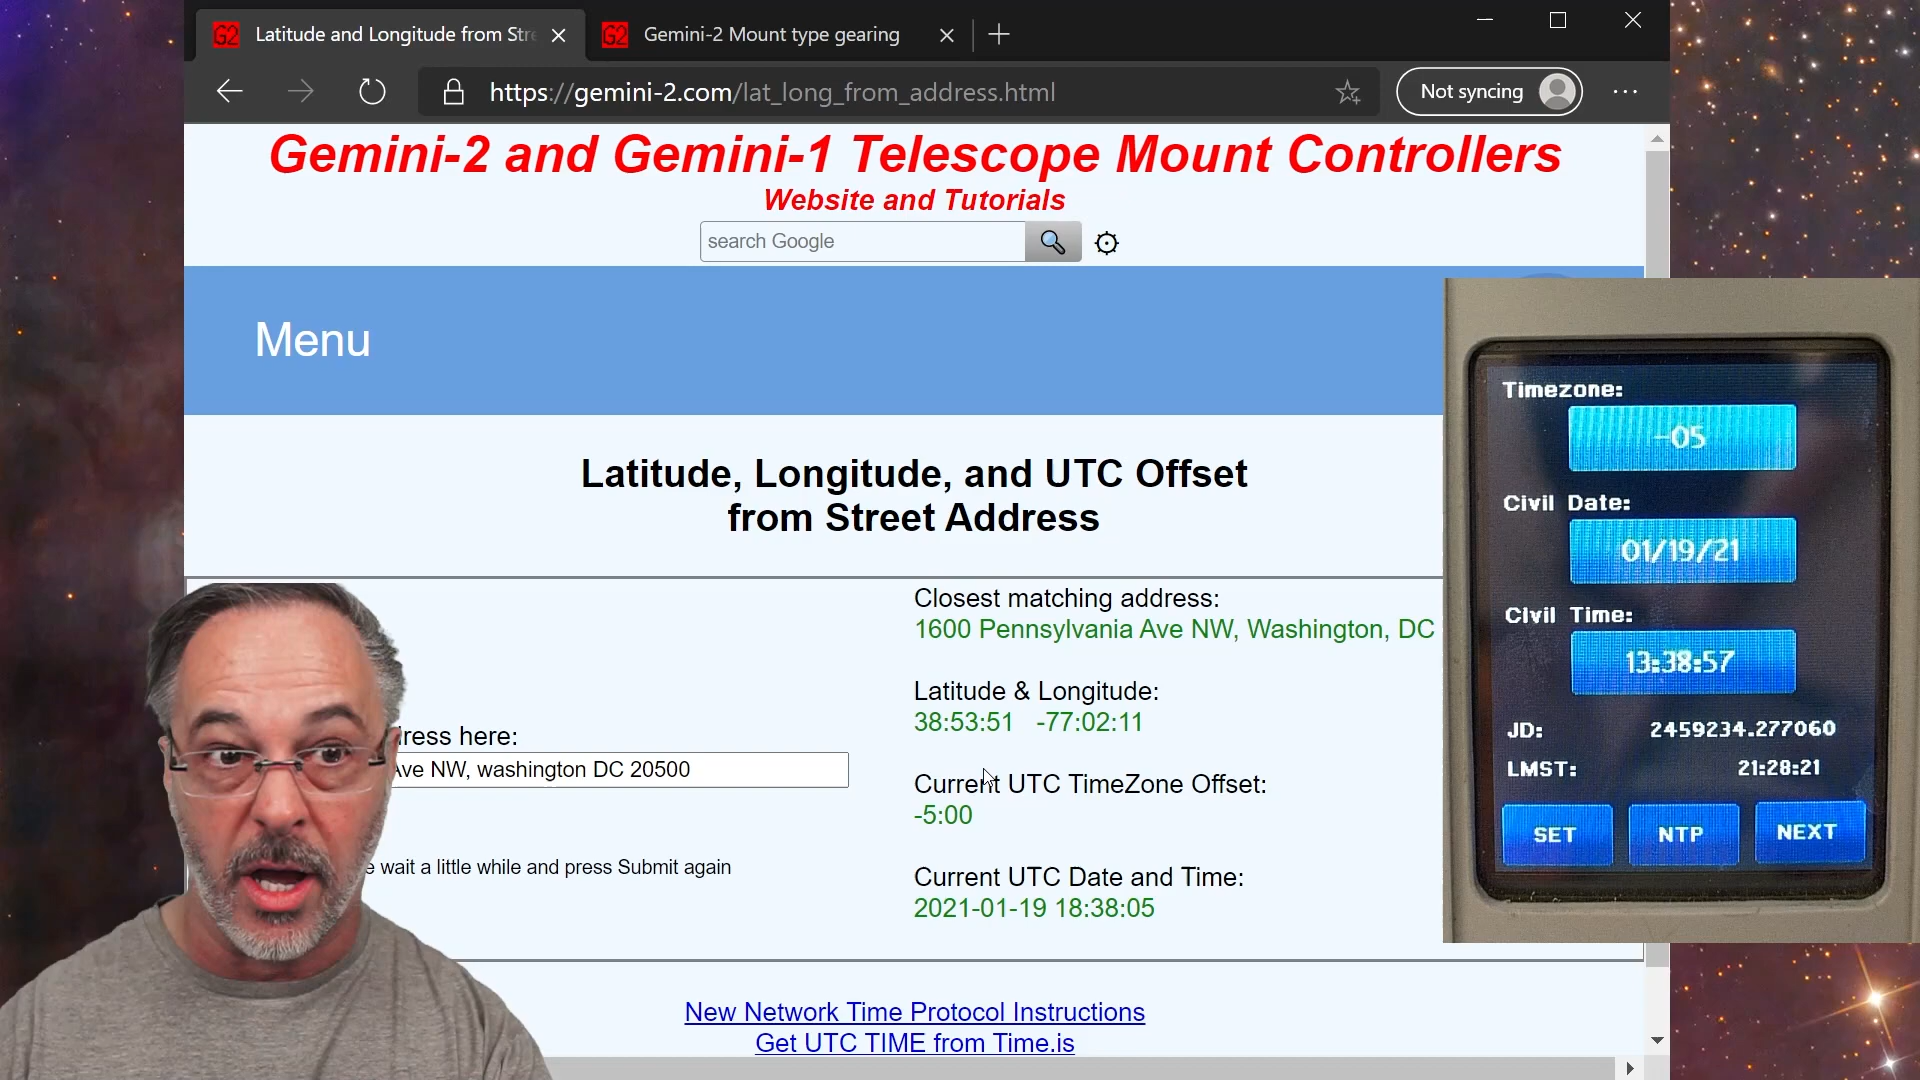 Latitude and Longitude from Stre
Gemini-2 Mount type gearing
https://gemini-2.com/lat_long_from_address.html
Not syncing
Gemini-2 and Gemini-1 Telescope Mount Controllers
Website and Tutorials
search Google
Menu
Latitude, Longitude, and UTC Offset
from Street Address
ress here:
Ave NW, washington DC 20500
e wait a little while and press Submit again
Closest matching address:
1600 Pennsylvania Ave NW, Washington, DC
Latitude & Longitude:
38:53:51 -77:02:11
Current UTC TimeZone Offset:
-5:00
Current UTC Date and Time:
2021-01-19 18:38:05
New Network Time Protocol Instructions
Get UTC TIME from Time.is
Timezone:
-05
Civil Date:
01/19/21
Civil Time:
13:38:57
JD: 2459234.277060
LMST: 21:28:21
SET NTP NEXT